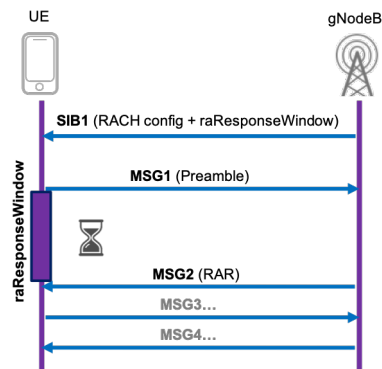 UE
gNodeB
SIB1 (RACH config + raResponseWindow)
MSG1 (Preamble)
raResponseWindow
MSG2 (RAR)
MSG3…
MSG4…